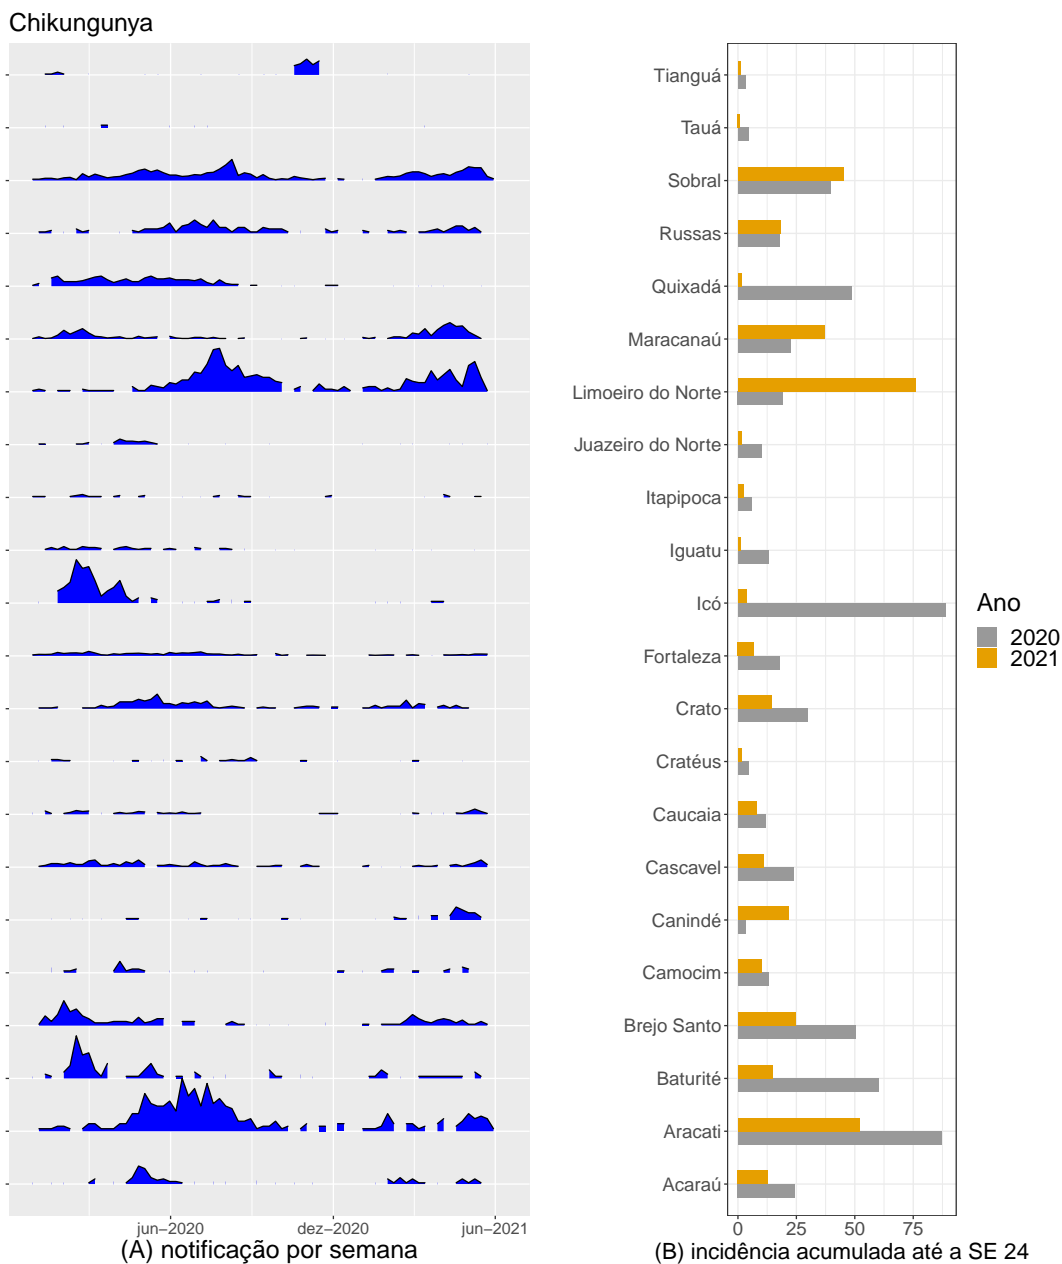 Chikungunya
Tianguá
Tauá
Sobral
Russas
Quixadá
Maracanaú
Limoeiro do Norte
Juazeiro do Norte
Itapipoca
Iguatu
Icó
Fortaleza
Crato
Cratéus
Caucaia
Cascavel
Canindé
Camocim
Brejo Santo
Baturité
Aracati
Acaraú
Ano
2020
2021
jun–2020 dez–2020 jun–2021
(A) notificação por semana
0 25 50 75
(B) incidência acumulada até a SE 24